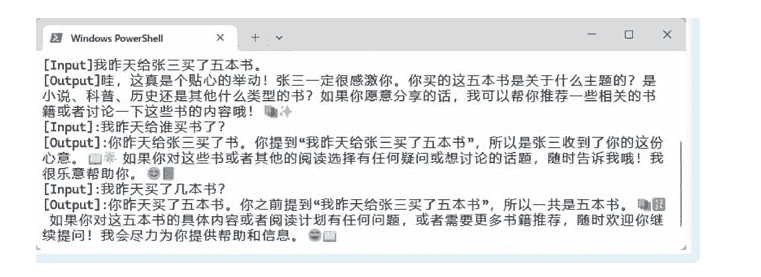 Windows PowerShell
[Input]我昨天给张三买了五本书。
[Output]哇，这真是个贴心的举动！张三一定很感激你。你买的这五本书是关于什么主题的？是
小说、科普、历史还是其他什么类型的书？如果你愿意分享的话，我可以帮你推荐一些相关的书
籍或者讨论一下这些书的内容哦！📚✨
[Input]:我昨天给谁买书了？
[Output]:你昨天给张三买了书。你提到“我昨天给张三买了五本书”，所以是张三收到了你的这份
心意。📖🌟 如果你对这些书或者其他的阅读选择有任何疑问或想讨论的话题，随时告诉我哦！我
很乐意帮助你。😊📚
[Input]:我昨天买了几本书？
[Output]:你昨天买了五本书。你之前提到“我昨天给张三买了五本书”，所以一共是五本书。📚🔢
如果你对这五本书的具体内容或者阅读计划有任何问题，或者需要更多书籍推荐，随时欢迎你继
续提问！我会尽力为你提供帮助和信息。😊📖